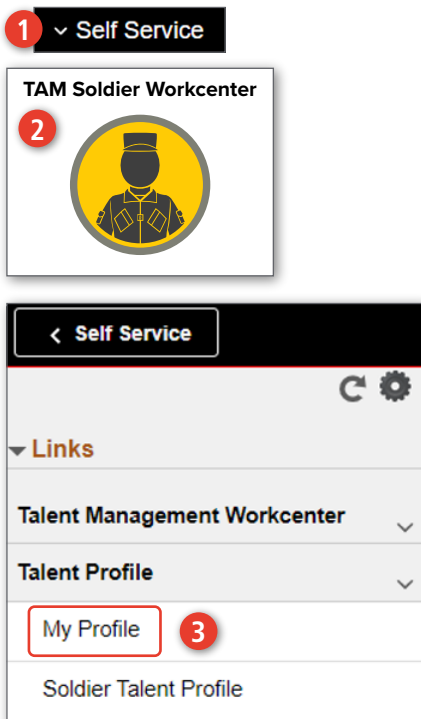 1 Self Service
TAM Soldier Workcenter
2
Self Service
Links
Talent Management Workcenter
Talent Profile
My Profile 3
Soldier Talent Profile